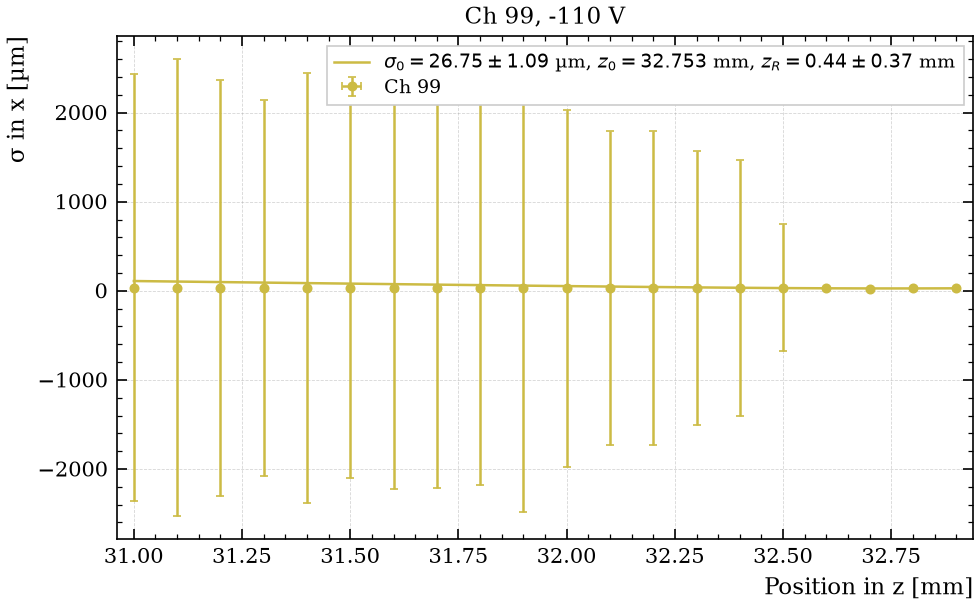 Ch 99, -110 V
σ in x [µm]
σ₀ = 26.75 ± 1.09 µm, z₀ = 32.753 mm, z_R = 0.44 ± 0.37 mm
Ch 99
2000
1000
0
−1000
−2000
31.00 31.25 31.50 31.75 32.00 32.25 32.50 32.75
Position in z [mm]